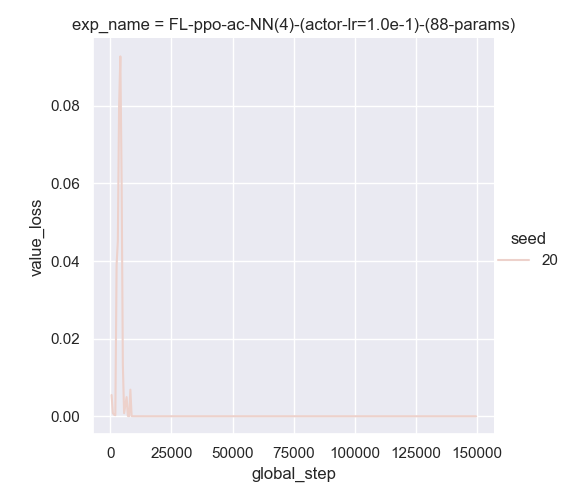 exp_name = FL-ppo-ac-NN(4)-(actor-lr=1.0e-1)-(88-params)
0.08
0.06
0.04
0.02
0.00
value_loss
0 25000 50000 75000 100000 125000 150000
global_step
seed
20